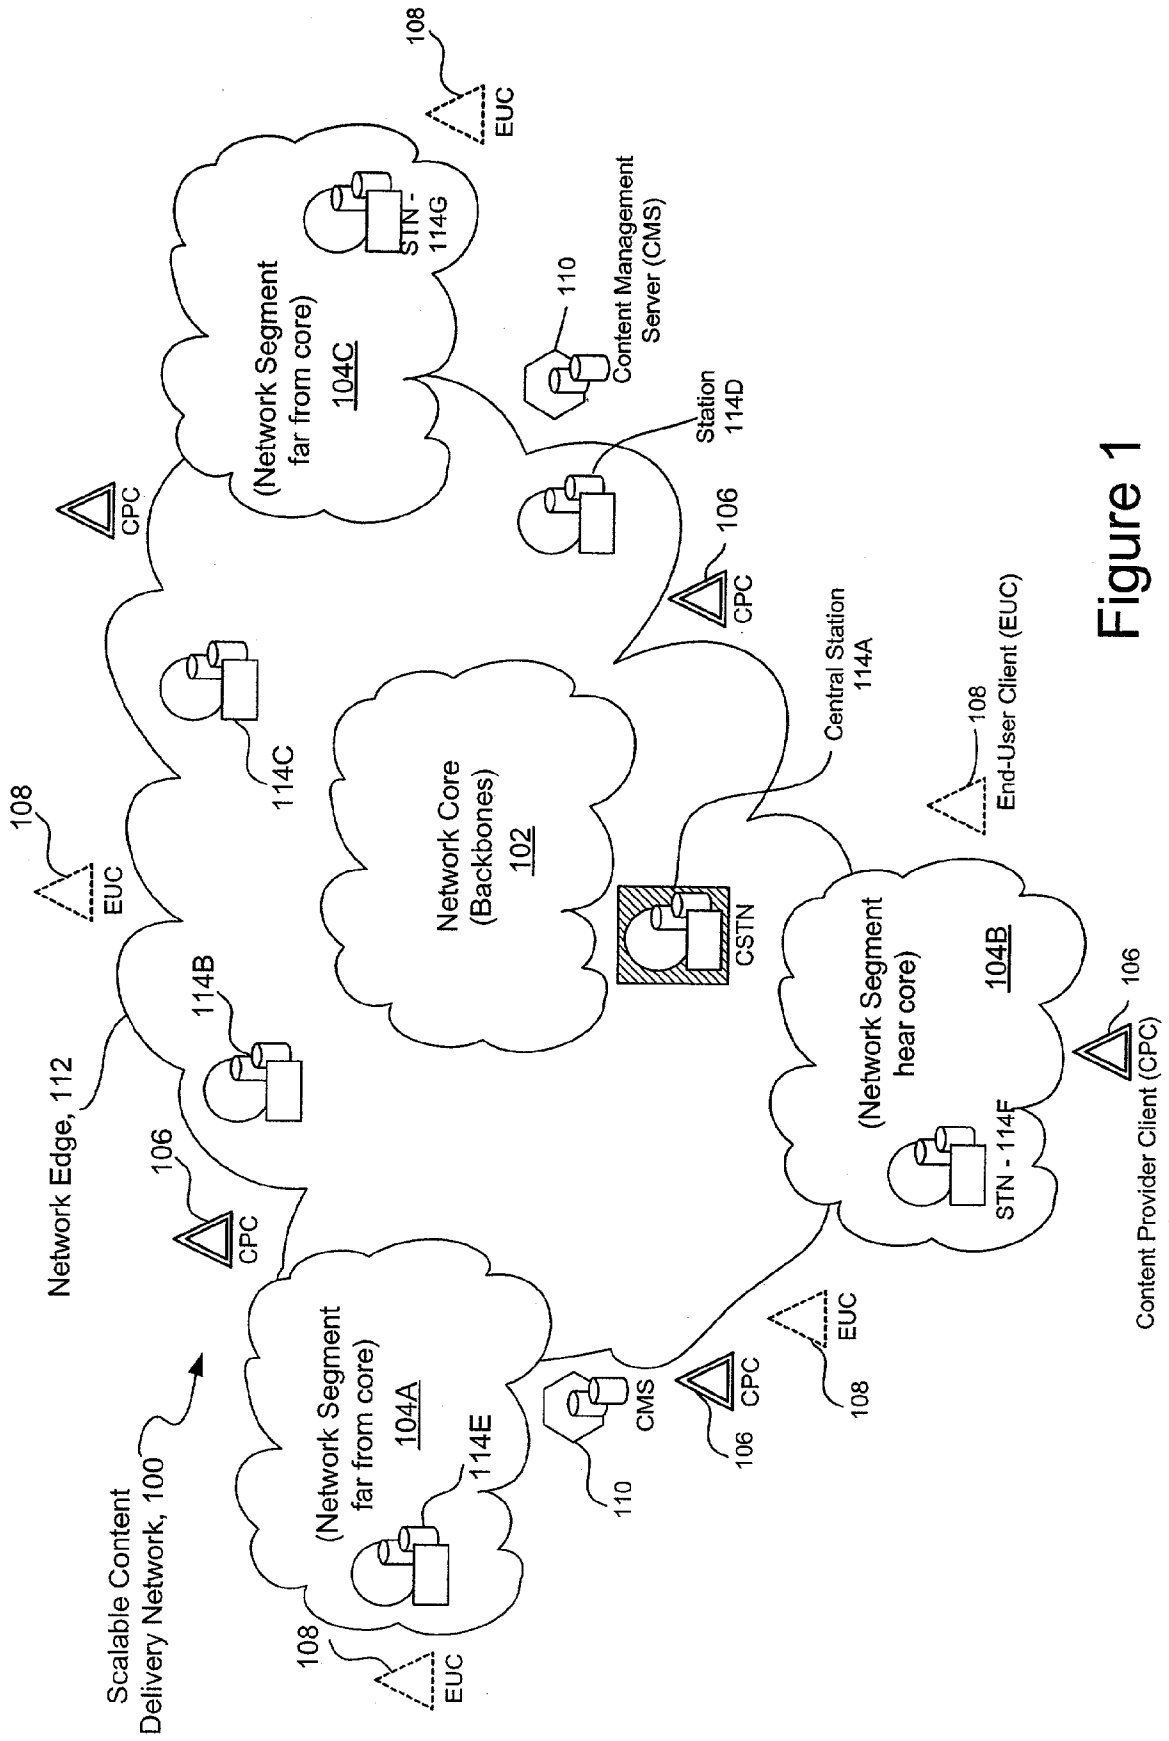 108
Network Edge, 112
EUC
Scalable Content
Delivery Network, 100
CPC
106
114B
CPC
114C
(Network Segment
far from core)
104A
114E
108
EUC
(Network Segment
far from core)
104C
STN -
114G
108
EUC
Network Core
(Backbones)
102
110
Content Management
Server (CMS)
Station
114D
110
CMS
106
CPC
CSTN
106
CPC
Central Station
114A
EUC
108
(Network Segment
hear core)
104B
STN - 114F
108
End-User Client (EUC)
106
Content Provider Client (CPC)
Figure 1